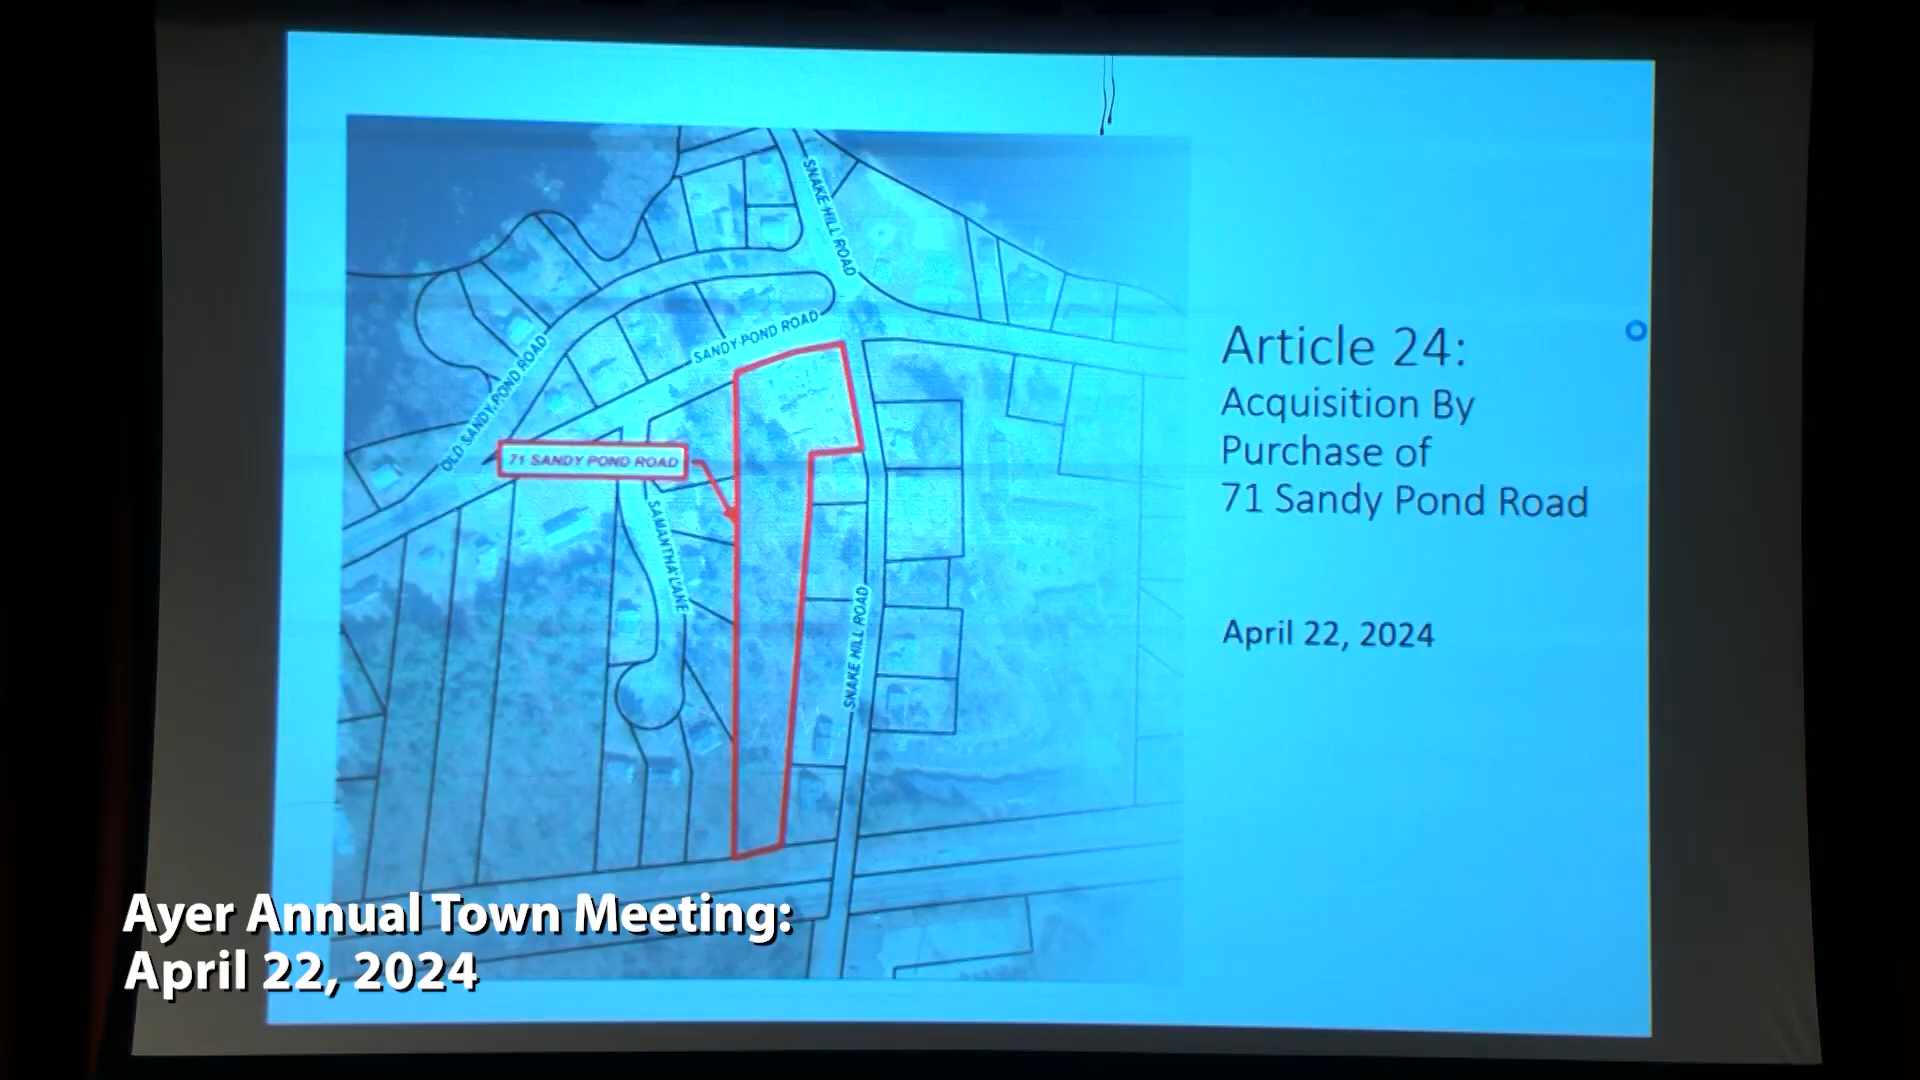 SNAKE HILL ROAD
SANDY POND ROAD
OLD SANDY POND ROAD
71 SANDY POND ROAD
SAMANTHA LANE
SNAKE HILL ROAD
Article 24:
Acquisition By
Purchase of
71 Sandy Pond Road
April 22, 2024
Ayer Annual Town Meeting:
April 22, 2024